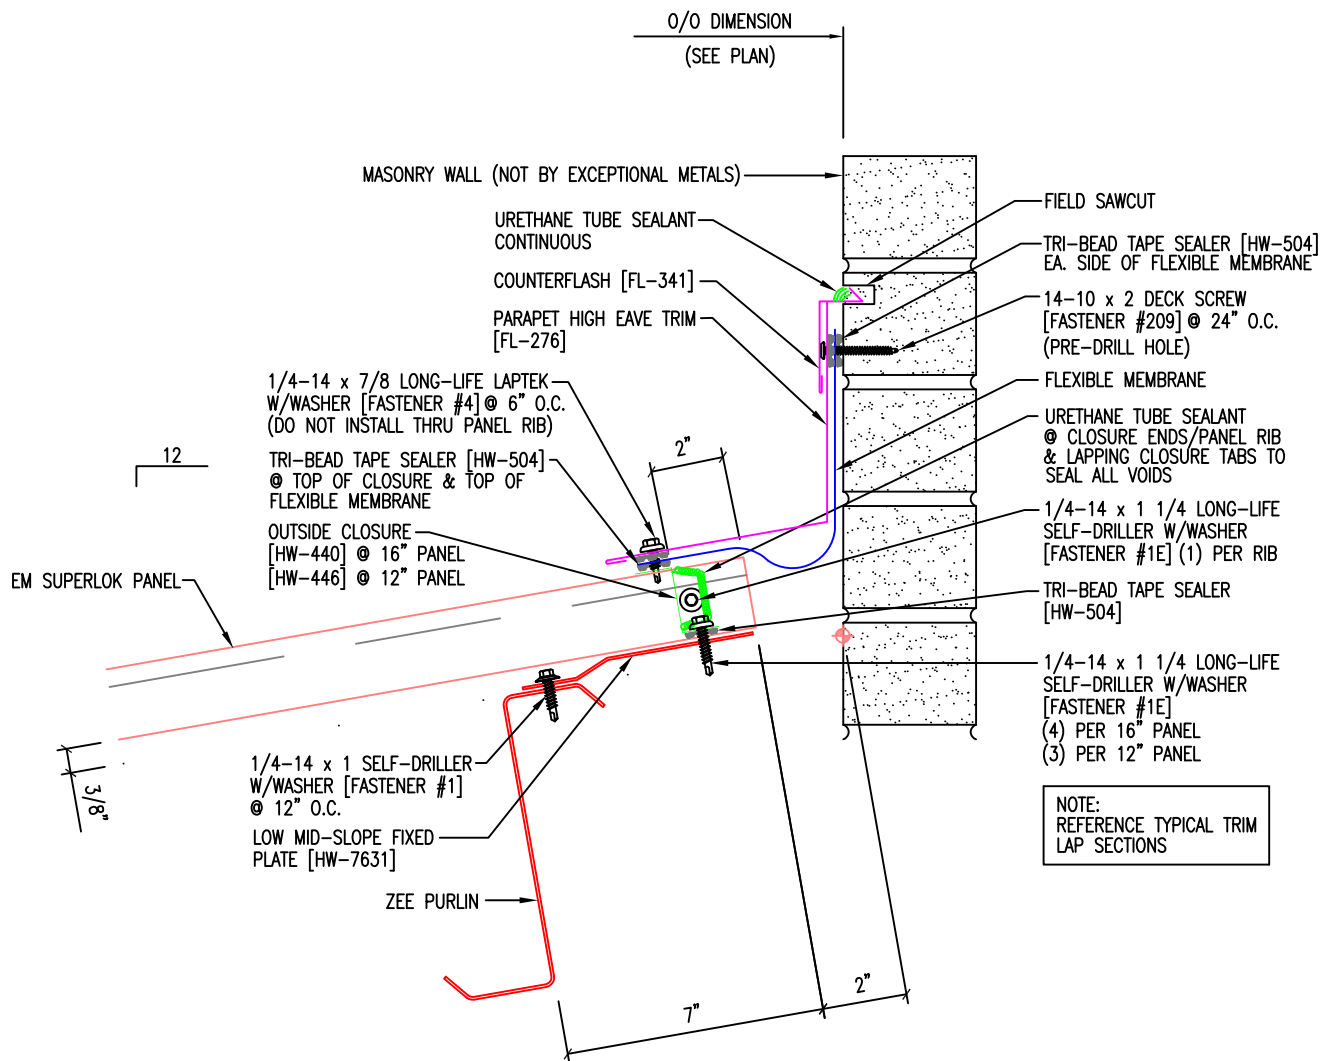 O/O DIMENSION
(SEE PLAN)
MASONRY WALL (NOT BY EXCEPTIONAL METALS)
URETHANE TUBE SEALANT
CONTINUOUS
COUNTERFLASH [FL-341]
PARAPET HIGH EAVE TRIM
[FL-276]
1/4-14 x 7/8 LONG-LIFE LAPTEK
W/WASHER [FASTENER #4] @ 6" O.C.
(DO NOT INSTALL THRU PANEL RIB)
TRI-BEAD TAPE SEALER [HW-504]
@ TOP OF CLOSURE & TOP OF
FLEXIBLE MEMBRANE
OUTSIDE CLOSURE
[HW-440] @ 16" PANEL
[HW-446] @ 12" PANEL
12
2"
EM SUPERLOK PANEL
3/8"
1/4-14 x 1 SELF-DRILLER
W/WASHER [FASTENER #1]
@ 12" O.C.
LOW MID-SLOPE FIXED
PLATE [HW-7631]
ZEE PURLIN
7"
2"
FIELD SAWCUT
TRI-BEAD TAPE SEALER [HW-504]
EA. SIDE OF FLEXIBLE MEMBRANE
14-10 x 2 DECK SCREW
[FASTENER #209] @ 24" O.C.
(PRE-DRILL HOLE)
FLEXIBLE MEMBRANE
URETHANE TUBE SEALANT
@ CLOSURE ENDS/PANEL RIB
& LAPPING CLOSURE TABS TO
SEAL ALL VOIDS
1/4-14 x 1 1/4 LONG-LIFE
SELF-DRILLER W/WASHER
[FASTENER #1E] (1) PER RIB
TRI-BEAD TAPE SEALER
[HW-504]
1/4-14 x 1 1/4 LONG-LIFE
SELF-DRILLER W/WASHER
[FASTENER #1E]
(4) PER 16" PANEL
(3) PER 12" PANEL
NOTE:
REFERENCE TYPICAL TRIM
LAP SECTIONS